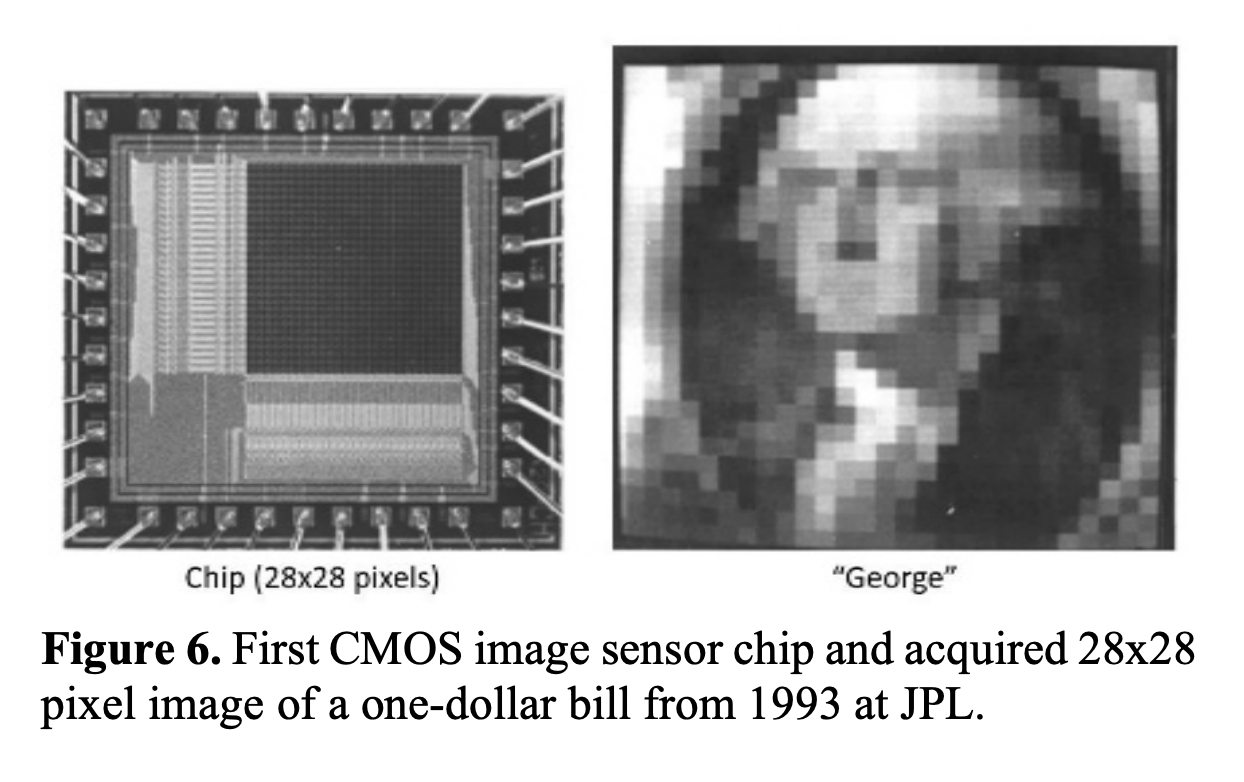 Chip (28x28 pixels)
“George”
Figure 6. First CMOS image sensor chip and acquired 28x28
pixel image of a one-dollar bill from 1993 at JPL.